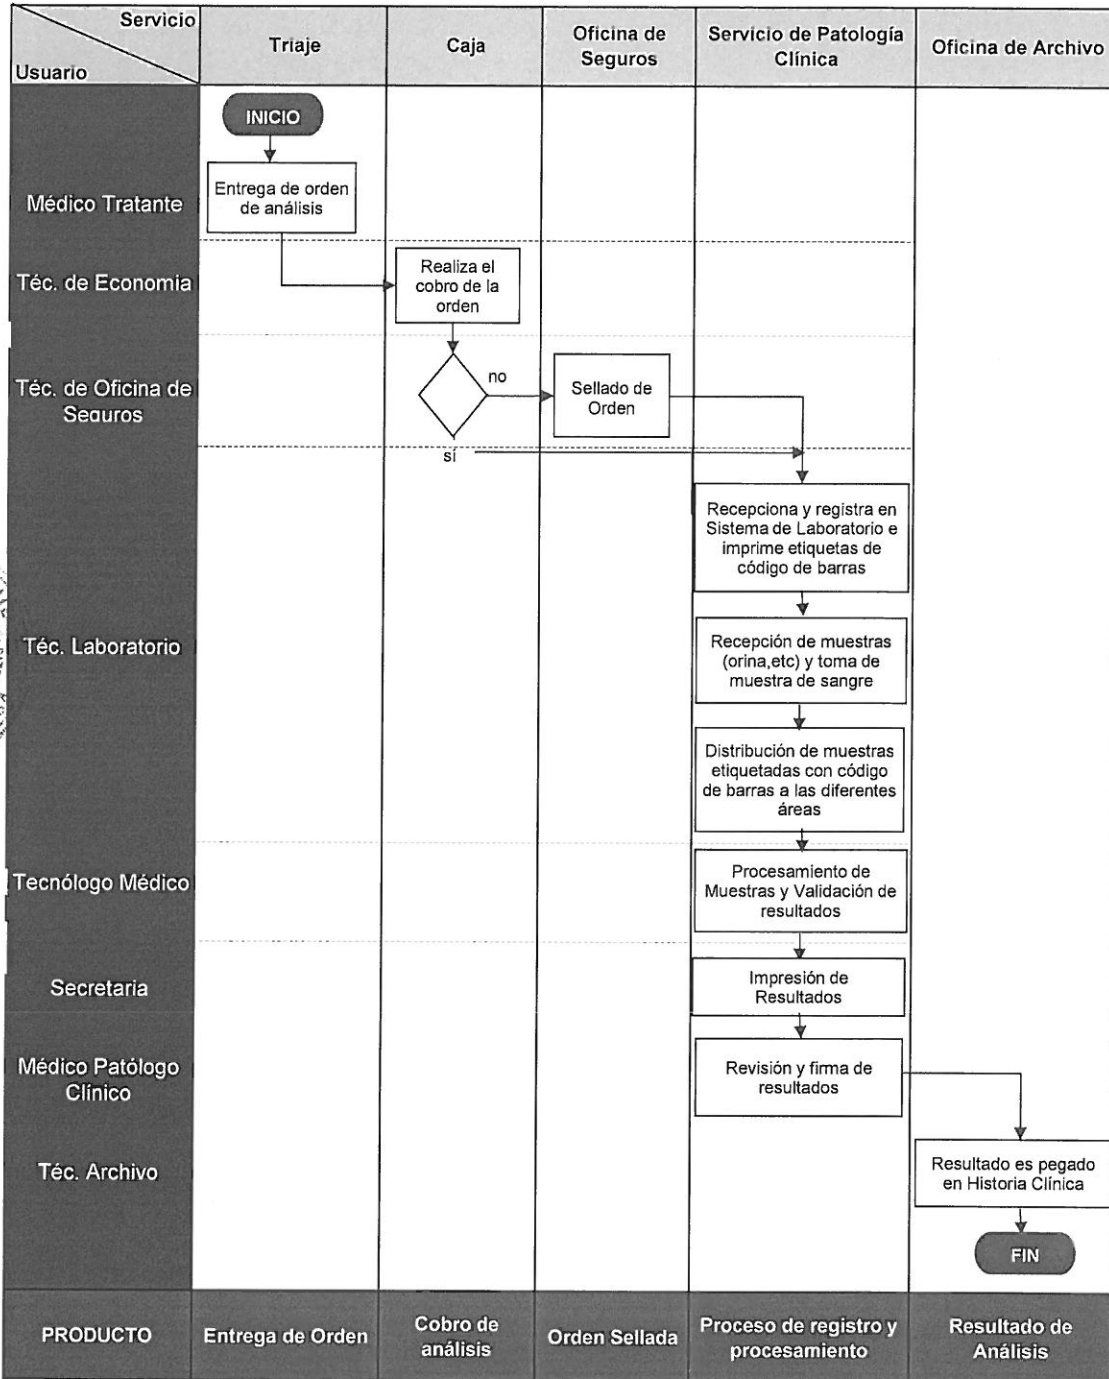 Servicio
Usuario
Triaje
Caja
Oficina de
Seguros
Servicio de Patología
Clínica
Oficina de Archivo
INICIO
Médico Tratante
Entrega de orden
de análisis
Téc. de Economia
Realiza el
cobro de la
orden
Téc. de Oficina de
Seguros
no
Sellado de
Orden
sí
Recepciona y registra en
Sistema de Laboratorio e
imprime etiquetas de
código de barras
Téc. Laboratorio
Recepción de muestras
(orina,etc) y toma de
muestra de sangre
Distribución de muestras
etiquetadas con código
de barras a las diferentes
áreas
Tecnólogo Médico
Procesamiento de
Muestras y Validación de
resultados
Secretaria
Impresión de
Resultados
Médico Patólogo
Clínico
Revisión y firma de
resultados
Téc. Archivo
Resultado es pegado
en Historia Clínica
FIN
PRODUCTO
Entrega de Orden
Cobro de
análisis
Orden Sellada
Proceso de registro y
procesamiento
Resultado de
Análisis